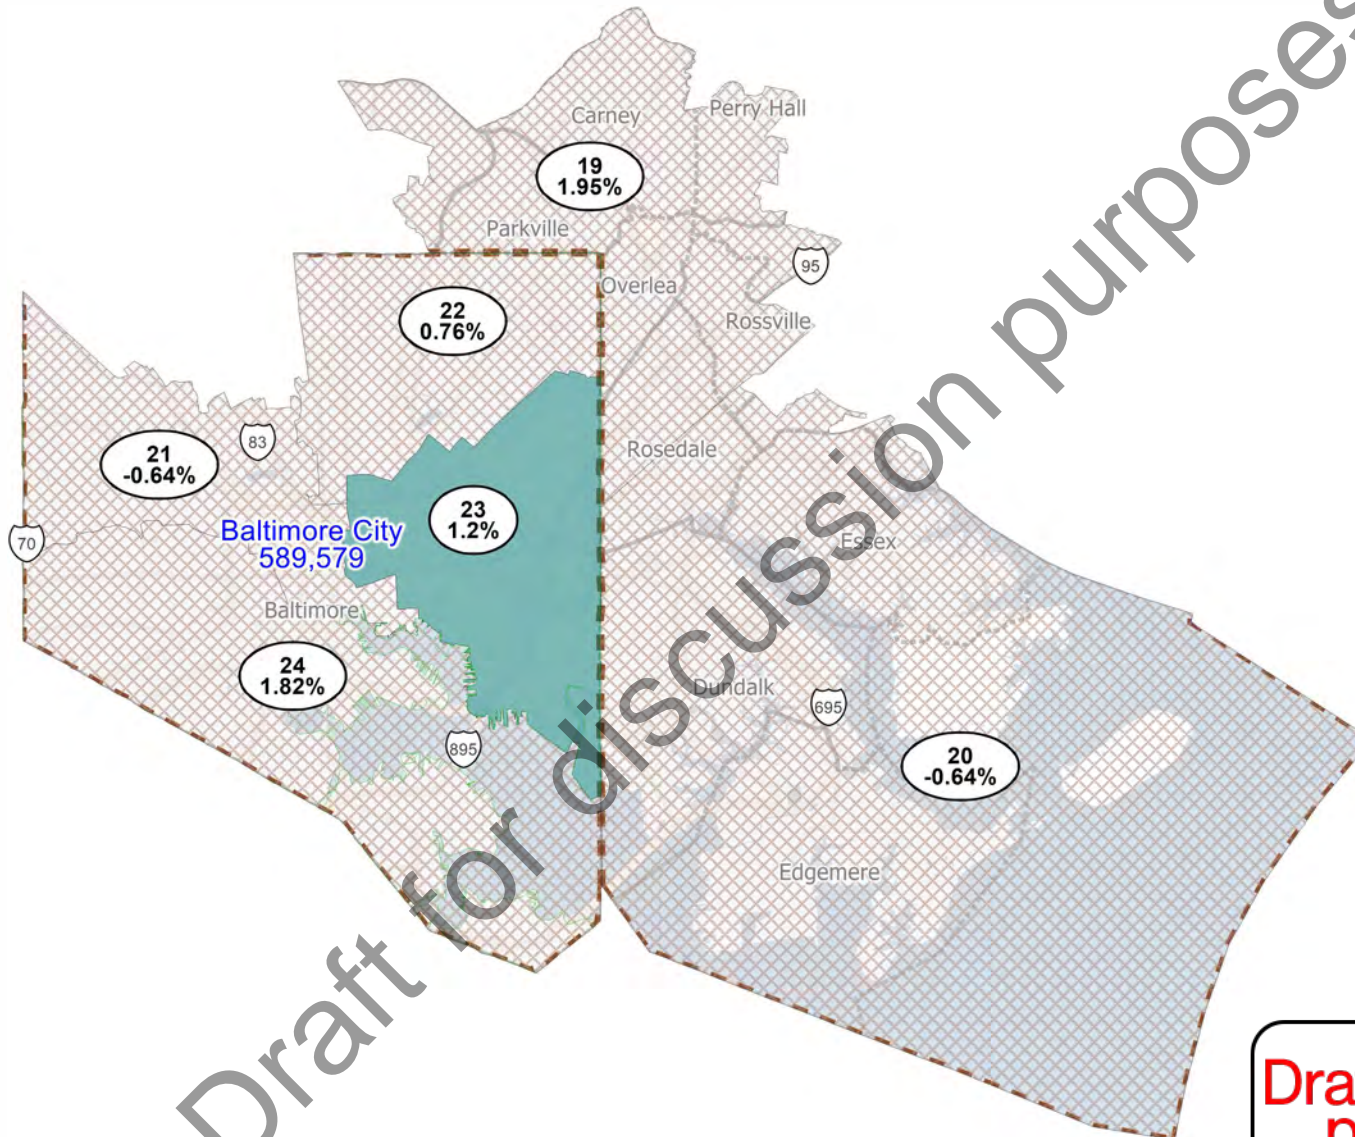 Carney
Perry Hall
19
1.95%
Parkville
95
Overlea
22
0.76%
Rossville
83
21
-0.64%
Rosedale
23
1.2%
Baltimore City
589,579
70
Essex
Baltimore
24
1.82%
Dundalk
695
895
20
-0.64%
Edgemere
Draft for discussion purposes
Dra